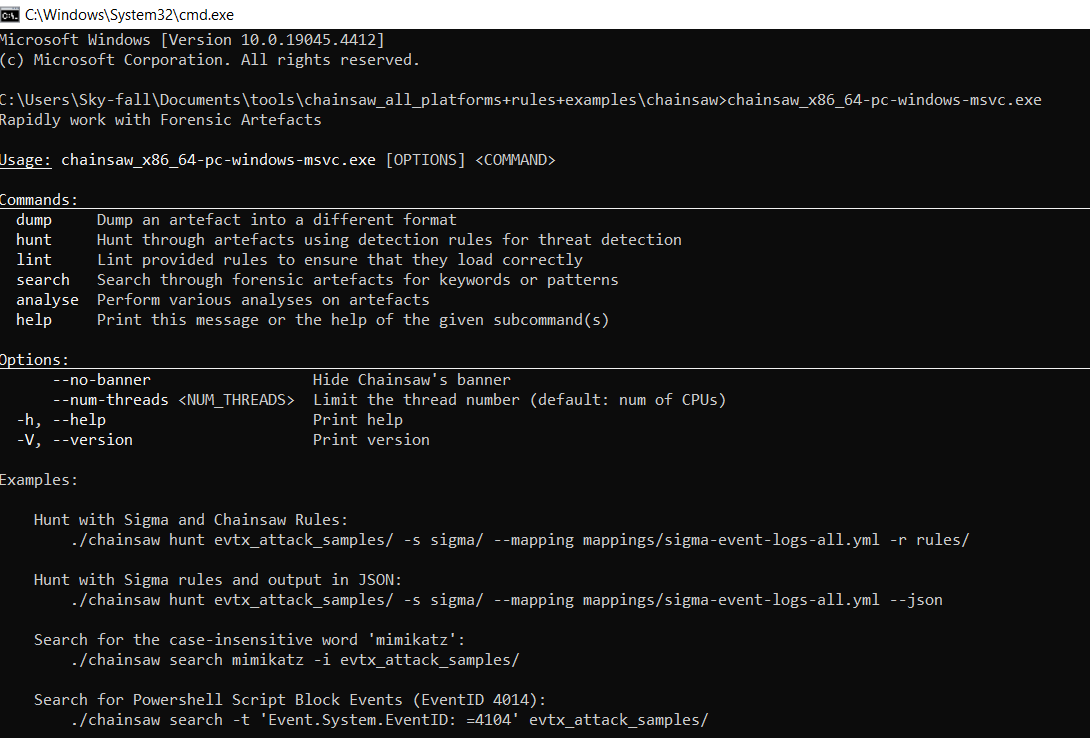 C:\Windows\System32\cmd.exe
Microsoft Windows [Version 10.0.19045.4412]
(c) Microsoft Corporation. All rights reserved.
C:\Users\Sky-fall\Documents\tools\chainsaw_all_platforms+rules+examples\chainsaw>chainsaw_x86_64-pc-windows-msvc.exe
Rapidly work with Forensic Artefacts
Usage: chainsaw_x86_64-pc-windows-msvc.exe [OPTIONS] <COMMAND>
Commands:
dump Dump an artefact into a different format
hunt Hunt through artefacts using detection rules for threat detection
lint Lint provided rules to ensure that they load correctly
search Search through forensic artefacts for keywords or patterns
analyse Perform various analyses on artefacts
help Print this message or the help of the given subcommand(s)
Options:
--no-banner Hide Chainsaw's banner
--num-threads <NUM_THREADS> Limit the thread number (default: num of CPUs)
-h, --help Print help
-V, --version Print version
Examples:
Hunt with Sigma and Chainsaw Rules:
./chainsaw hunt evtx_attack_samples/ -s sigma/ --mapping mappings/sigma-event-logs-all.yml -r rules/
Hunt with Sigma rules and output in JSON:
./chainsaw hunt evtx_attack_samples/ -s sigma/ --mapping mappings/sigma-event-logs-all.yml --json
Search for the case-insensitive word 'mimikatz':
./chainsaw search mimikatz -i evtx_attack_samples/
Search for Powershell Script Block Events (EventID 4014):
./chainsaw search -t 'Event.System.EventID: =4104' evtx_attack_samples/